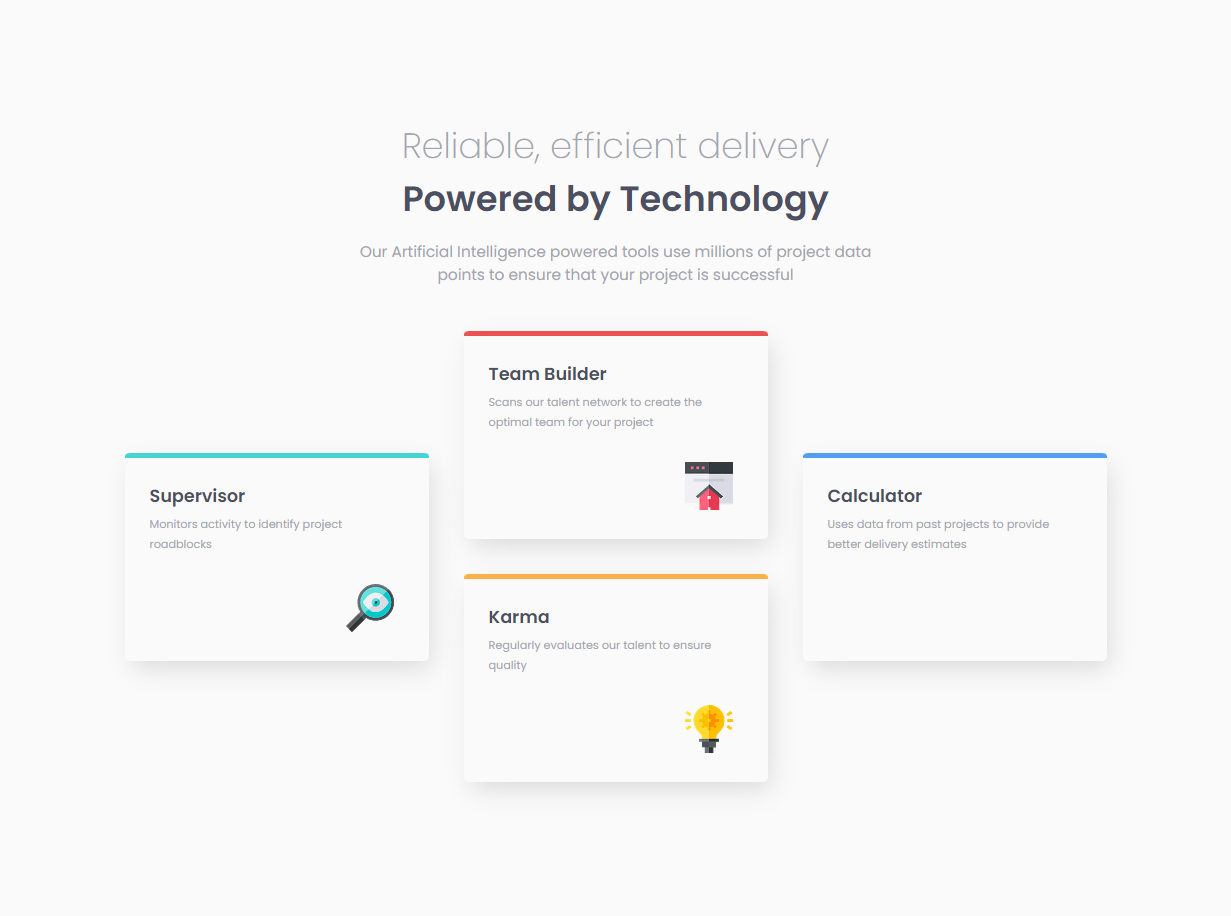 Reliable, efficient delivery
Powered by Technology
Our Artificial Intelligence powered tools use millions of project data
points to ensure that your project is successful
Supervisor
Monitors activity to identify project
roadblocks
Team Builder
Scans our talent network to create the
optimal team for your project
Karma
Regularly evaluates our talent to ensure
quality
Calculator
Uses data from past projects to provide
better delivery estimates